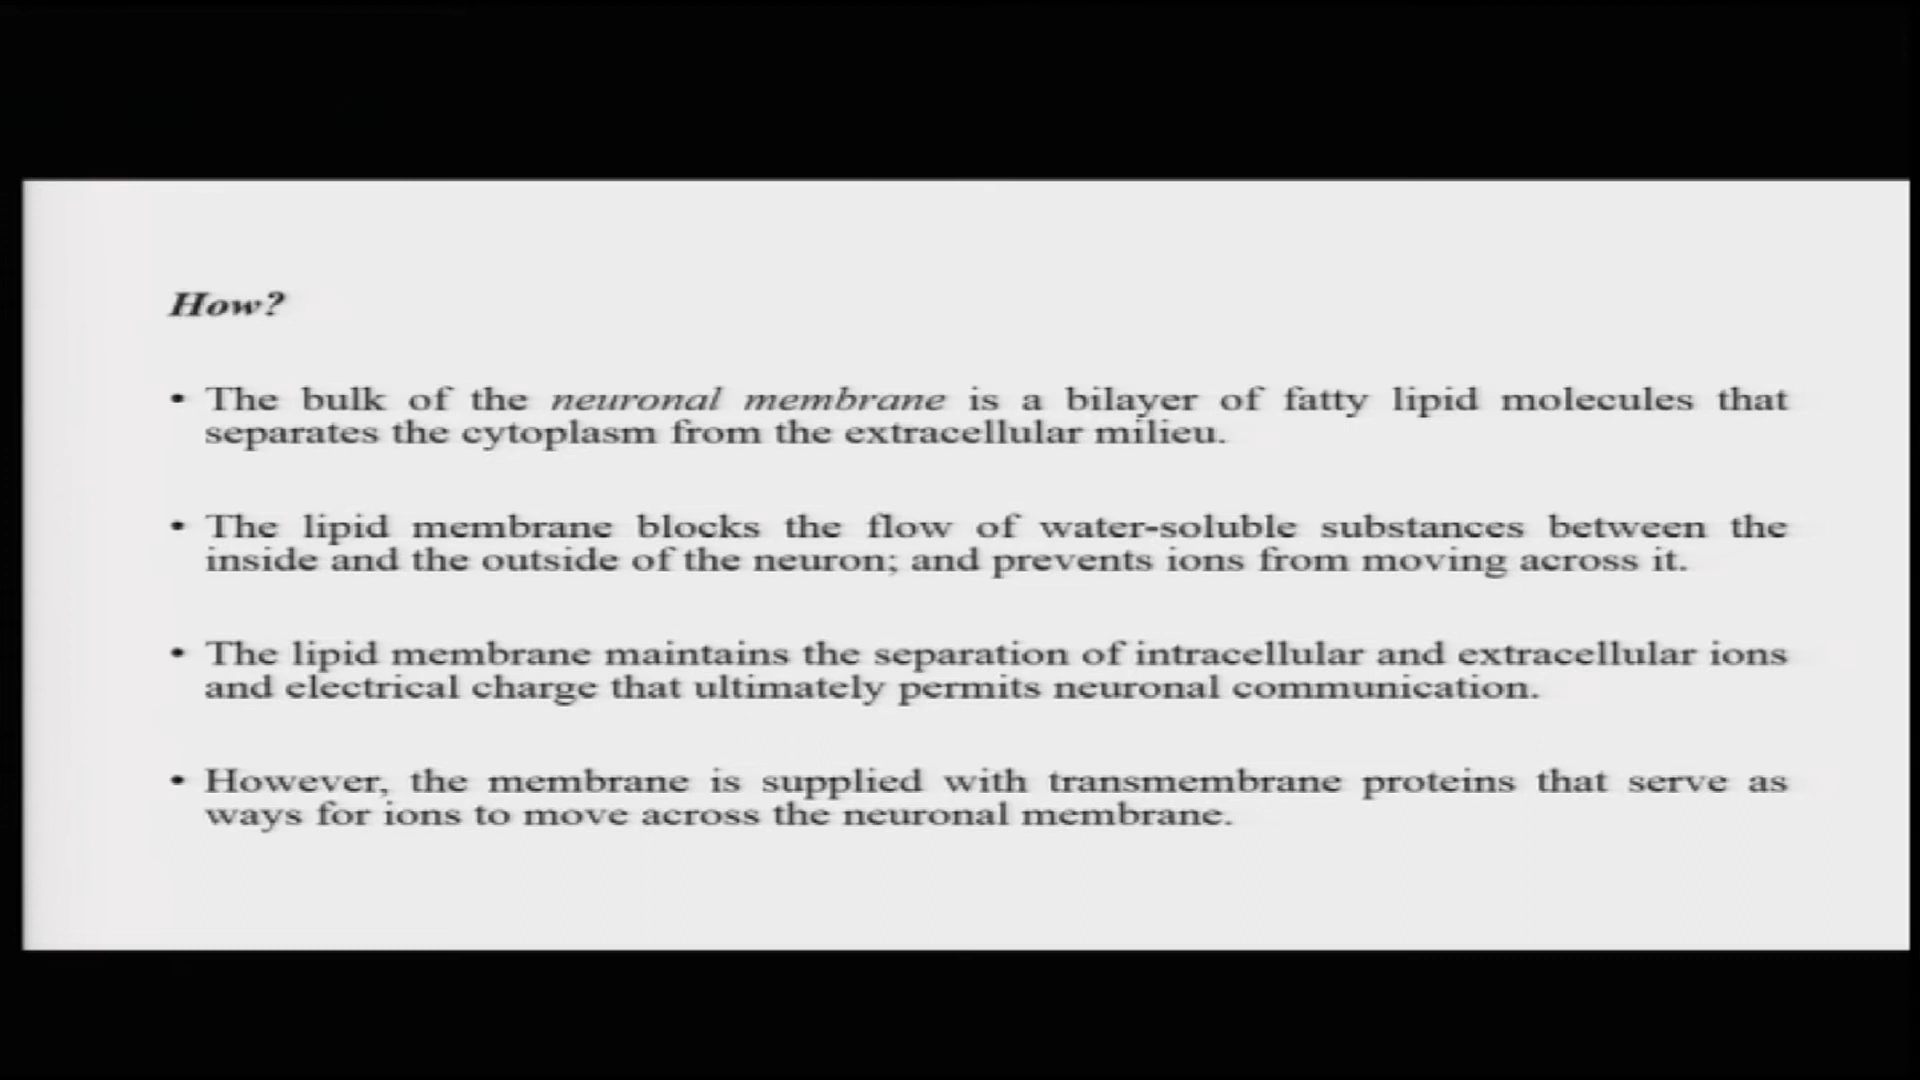 How?
• The bulk of the neuronal membrane is a bilayer of fatty lipid molecules that
separates the cytoplasm from the extracellular milieu.
• The lipid membrane blocks the flow of water-soluble substances between the
inside and the outside of the neuron; and prevents ions from moving across it.
• The lipid membrane maintains the separation of intracellular and extracellular ions
and electrical charge that ultimately permits neuronal communication.
• However, the membrane is supplied with transmembrane proteins that serve as
ways for ions to move across the neuronal membrane.